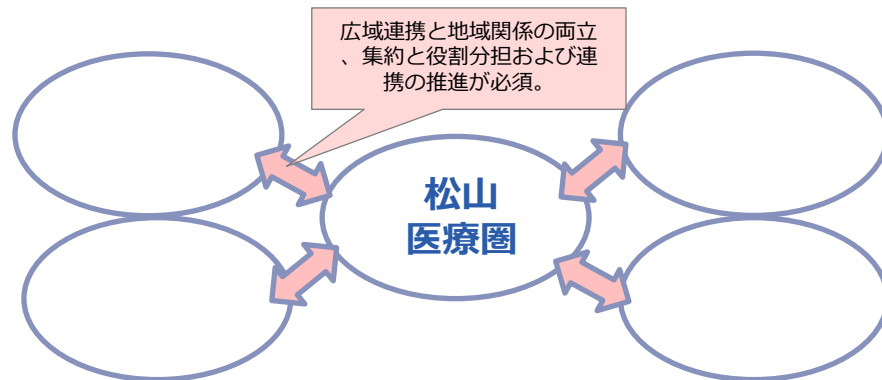 広域連携と地域関係の両立
、集約と役割分担および連
携の推進が必須。
松山
医療圏